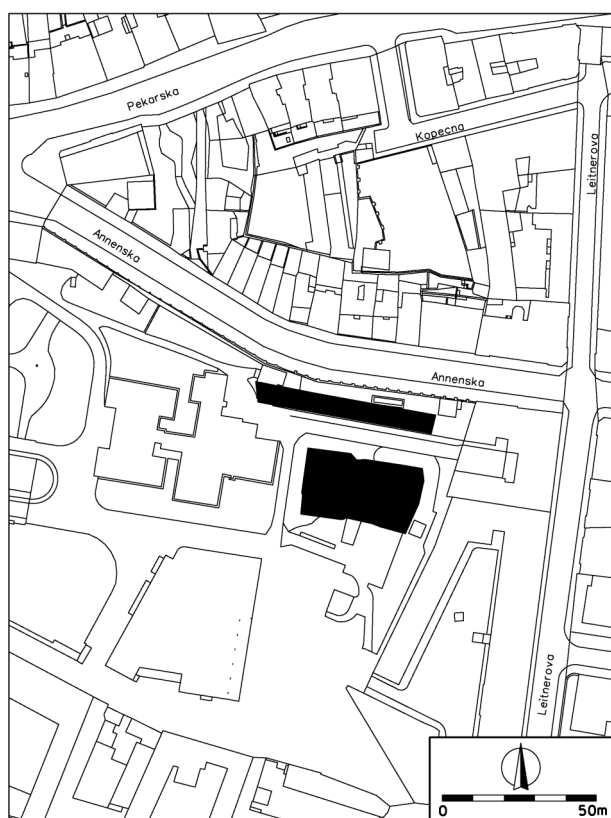 Pekarska
Kopecna
Leitnerova
Annenska
Annenska
Leitnerova
0 50m